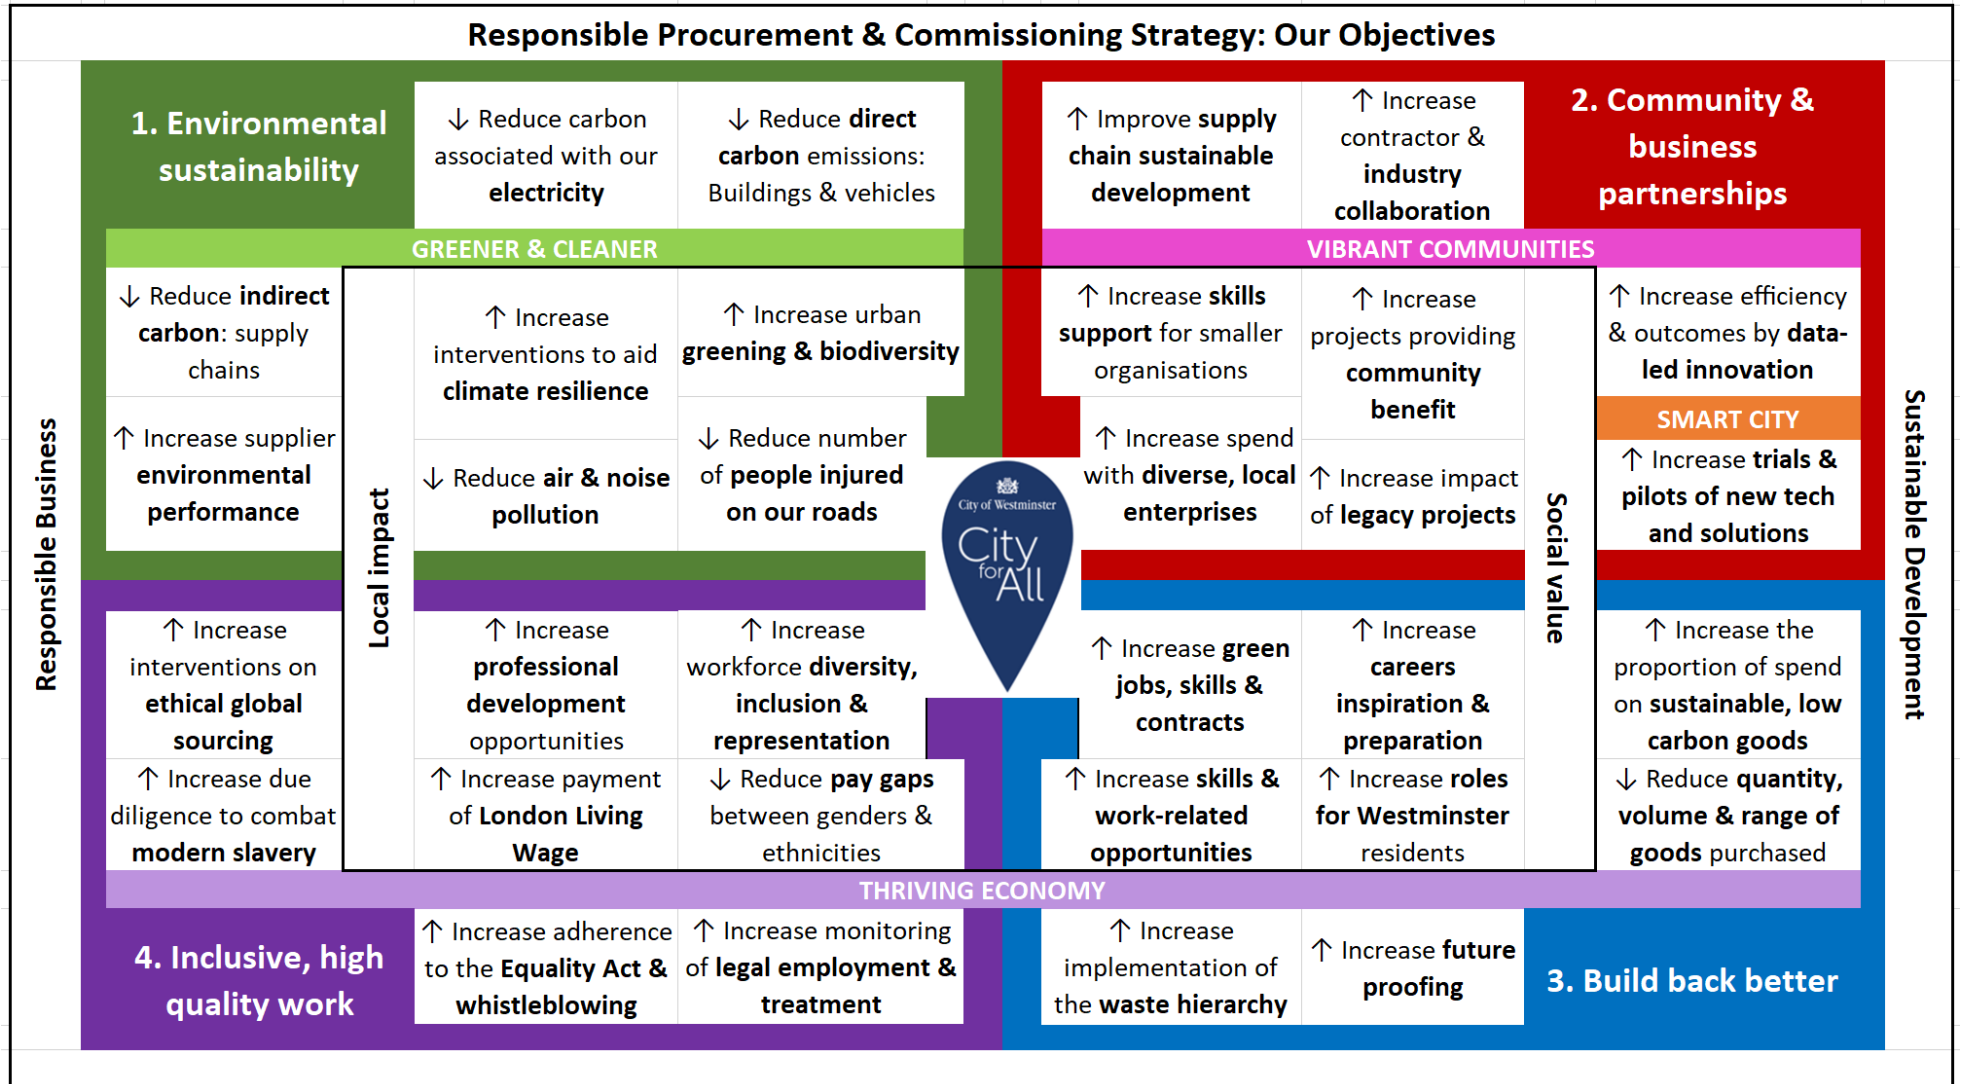 Responsible Procurement & Commissioning Strategy: Our Objectives
1. Environmental
sustainability
↓ Reduce carbon
associated with our
electricity
↓ Reduce direct
carbon emissions:
Buildings & vehicles
↑ Improve supply
chain sustainable
development
↑ Increase
contractor &
industry
collaboration
2. Community &
business
partnerships
GREENER & CLEANER
VIBRANT COMMUNITIES
↓ Reduce indirect
carbon: supply
chains
↑ Increase
interventions to aid
climate resilience
↑ Increase urban
greening & biodiversity
↑ Increase skills
support for smaller
organisations
↑ Increase
projects providing
community
benefit
↑ Increase efficiency
& outcomes by data-
led innovation
SMART CITY
↑ Increase supplier
environmental
performance
↓ Reduce air & noise
pollution
↓ Reduce number
of people injured
on our roads
↑ Increase spend
with diverse, local
enterprises
↑ Increase impact
of legacy projects
↑ Increase trials &
pilots of new tech
and solutions
Responsible Business
Local impact
City of Westminster
City
for
All
Social value
Sustainable Development
↑ Increase
interventions on
ethical global
sourcing
↑ Increase
professional
development
opportunities
↑ Increase
workforce diversity,
inclusion &
representation
↑ Increase green
jobs, skills &
contracts
↑ Increase
careers
inspiration &
preparation
↑ Increase the
proportion of spend
on sustainable, low
carbon goods
↑ Increase due
diligence to combat
modern slavery
↑ Increase payment
of London Living
Wage
↓ Reduce pay gaps
between genders &
ethnicities
↑ Increase skills &
work-related
opportunities
↑ Increase roles
for Westminster
residents
↓ Reduce quantity,
volume & range of
goods purchased
THRIVING ECONOMY
4. Inclusive, high
quality work
↑ Increase adherence
to the Equality Act &
whistleblowing
↑ Increase monitoring
of legal employment &
treatment
↑ Increase
implementation of
the waste hierarchy
↑ Increase future
proofing
3. Build back better